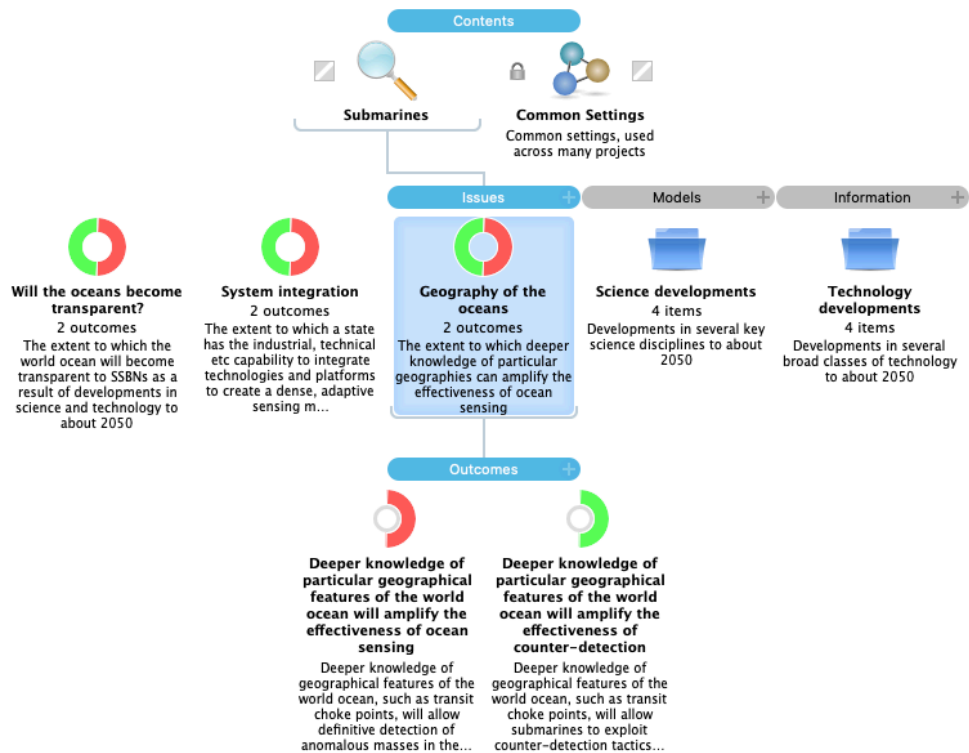 Contents
Submarines
Common Settings
Common settings, used
across many projects
Issues
Models
Information
Will the oceans become
transparent?
2 outcomes
The extent to which the
world ocean will become
transparent to SSBNs as a
result of developments in
science and technology to
about 2050
System integration
2 outcomes
The extent to which a state
has the industrial, technical
etc capability to integrate
technologies and platforms
to create a dense, adaptive
sensing m...
Geography of the
oceans
2 outcomes
The extent to which deeper
knowledge of particular
geographies can amplify the
effectiveness of ocean
sensing
Science developments
4 items
Developments in several key
science disciplines to about
2050
Technology
developments
4 items
Developments in several
broad classes of technology
to about 2050
Outcomes
Deeper knowledge of
particular geographical
features of the world
ocean will amplify the
effectiveness of ocean
sensing
Deeper knowledge of
geographical features of the
world ocean, such as transit
choke points, will allow
definitive detection of
anomalous masses in the...
Deeper knowledge of
particular geographical
features of the world
ocean will amplify the
effectiveness of
counter-detection
Deeper knowledge of
geographical features of the
world ocean, such as transit
choke points, will allow
submarines to exploit
counter-detection tactics...